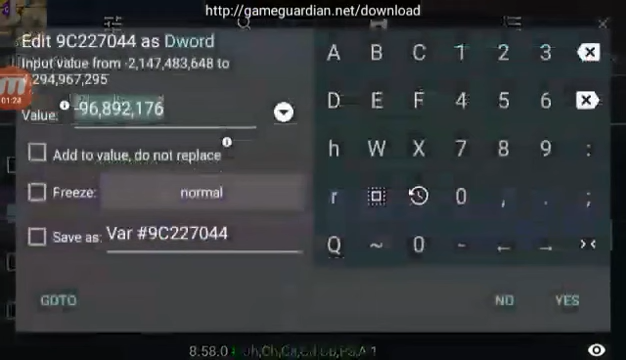 http://gameguardian.net/download
Edit 9C227044 as Dword
Input value from -2,147,483,648 to
4,294,967,295
A B C 1 2 3
01:24
Value: -96,892,176
D E F 4 5 6
Add to value, do not replace
h W X 7 8 9 :
Freeze: normal
r 0 , . ;
Save as: Var #9C227044
Q ~ 0 - ← → ><
GOTO NO YES
8.58.0